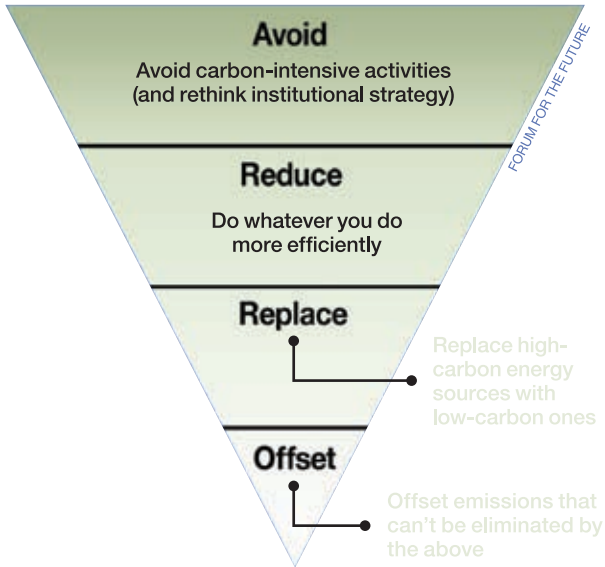 Avoid
Avoid carbon-intensive activities
(and rethink institutional strategy)
FORUM FOR THE FUTURE
Reduce
Do whatever you do
more efficiently
Replace
Replace high-
carbon energy
sources with
low-carbon ones
Offset
Offset emissions that
can't be eliminated by
the above